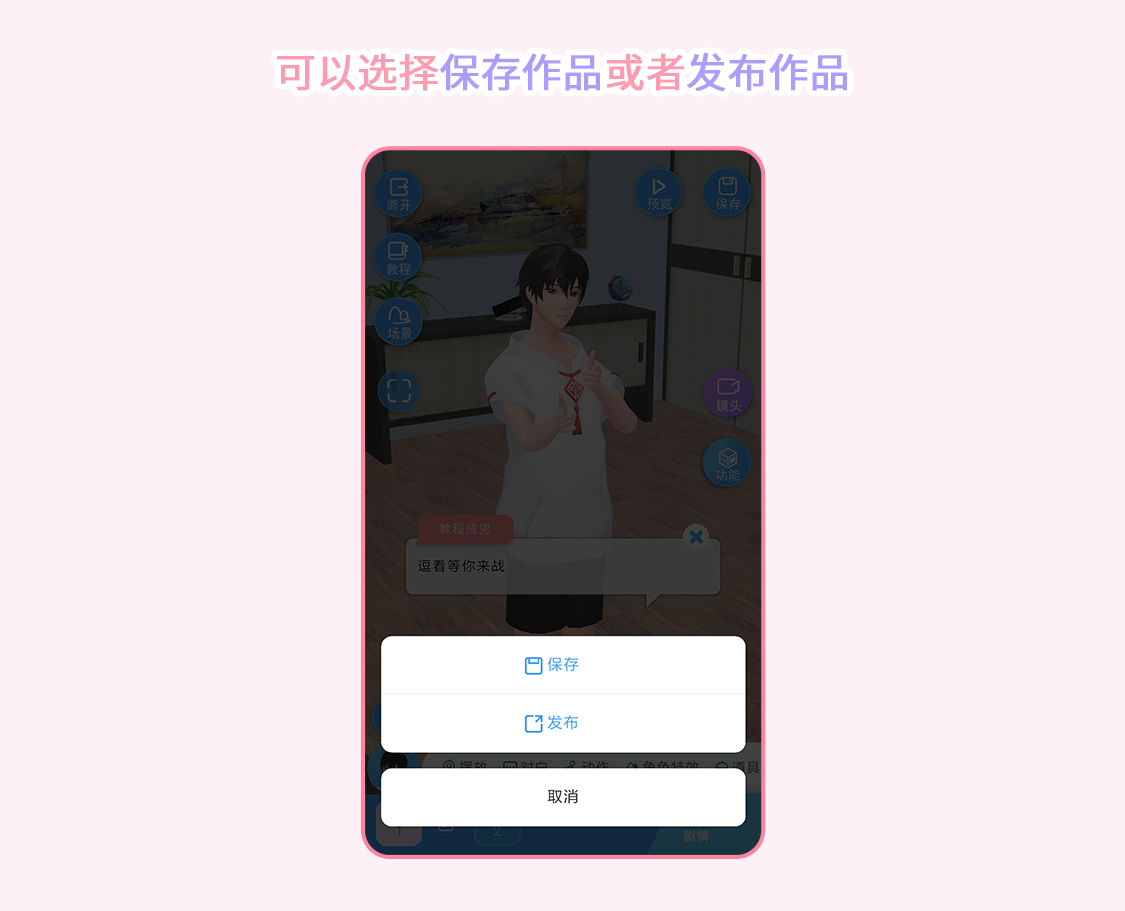 可以选择保存作品或者发布作品
离开
预览
保存
教程
场景
镜头
功能
教程成男
逗看等你来战
保存
发布
摆放 对白 动作 角色特效 道具
取消
1
2
剧情